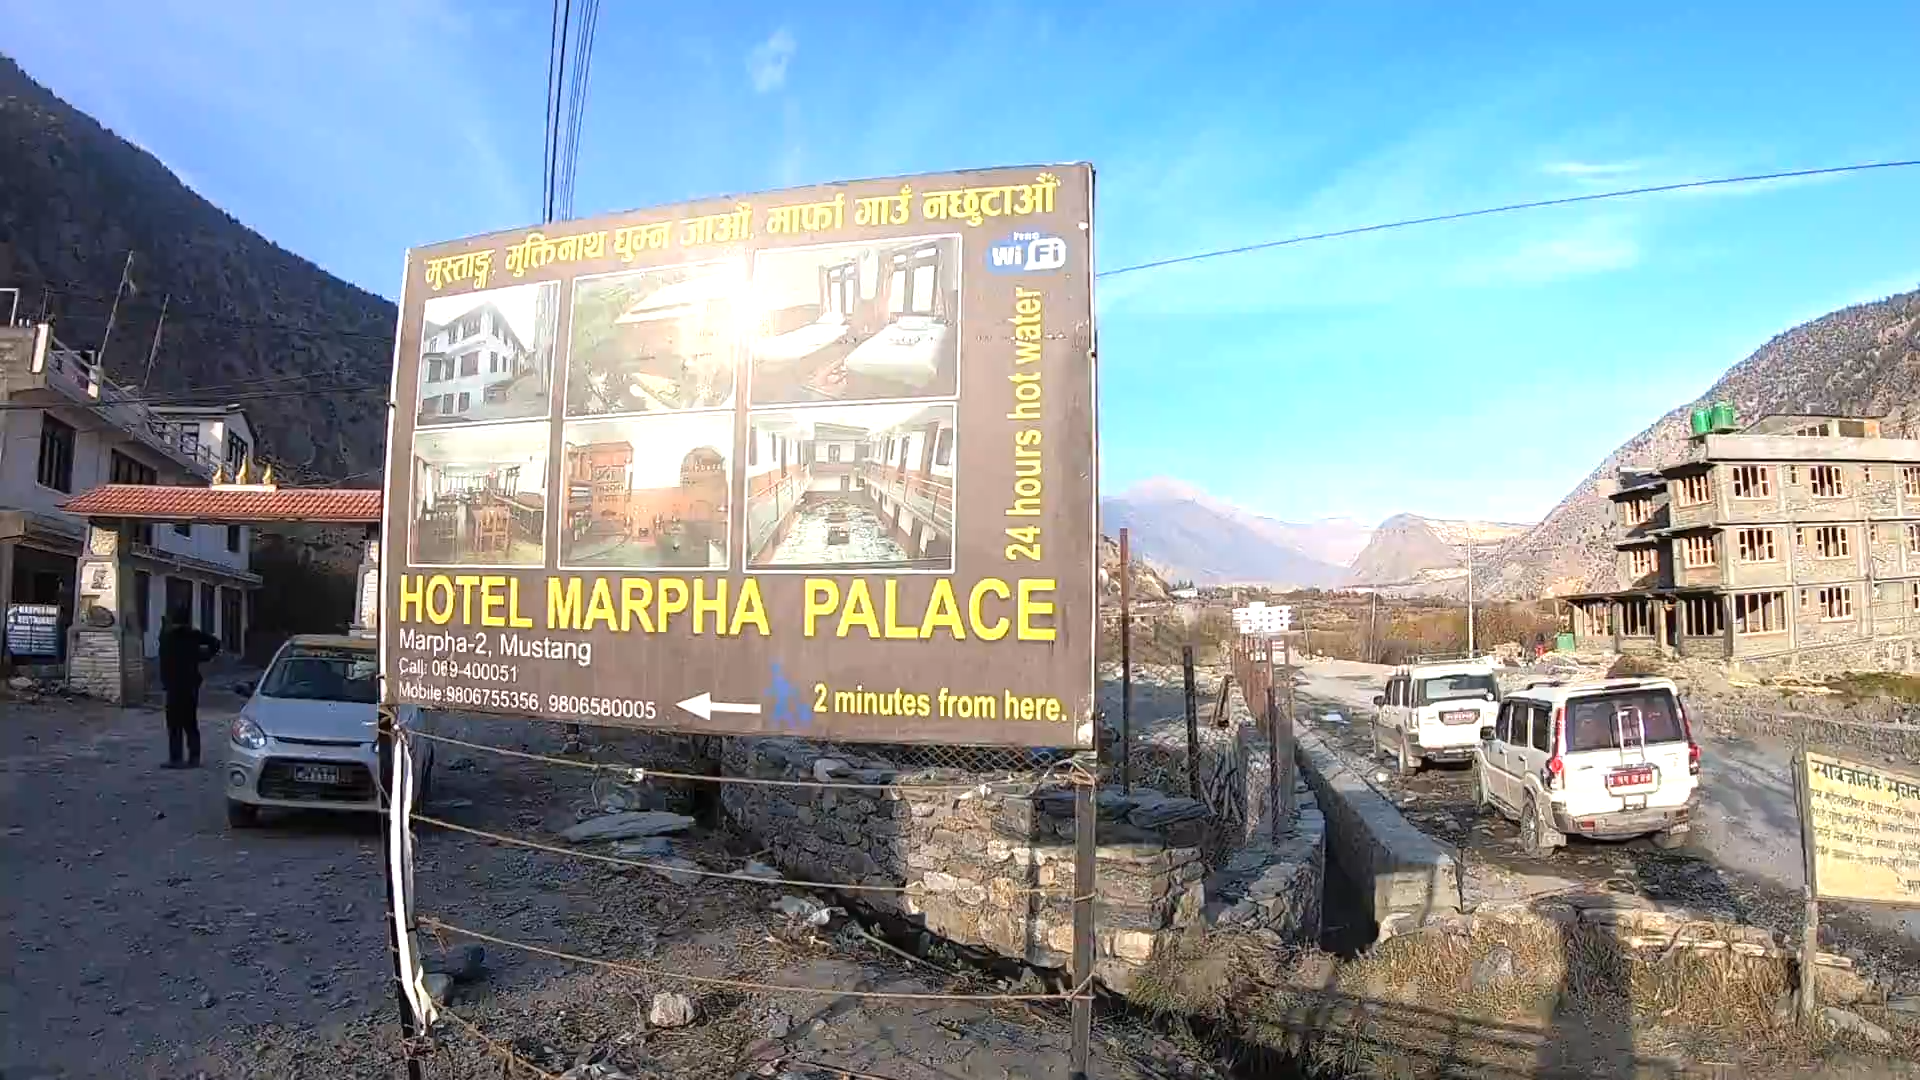 मुस्ताङ्ग, मुक्तिनाथ घुम्न जाऔं, मार्फा गाउँ नछुटाऔं
Free
Wi Fi
24 hours hot water
HOTEL MARPHA PALACE
Marpha-2, Mustang
Call: 069-400051
Mobile:9806755356, 9806580005
2 minutes from here.